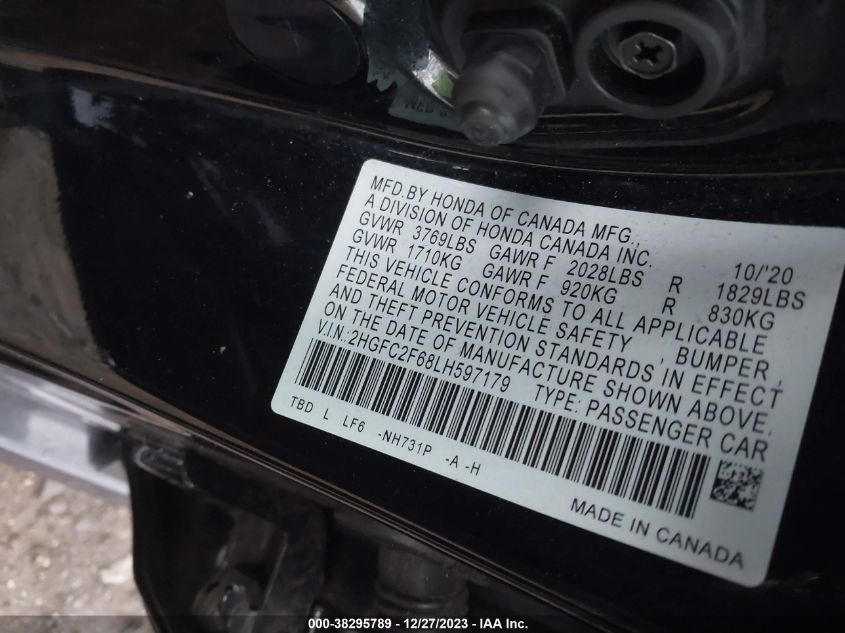 MFD.BY HONDA OF CANADA MFG.,
A DIVISION OF HONDA CANADA INC. 10/'20
GVWR 3769LBS GAWR F 2028LBS R 1829LBS
GVWR 1710KG GAWR F 920KG R 830KG
THIS VEHICLE CONFORMS TO ALL APPLICABLE
FEDERAL MOTOR VEHICLE SAFETY , BUMPER ,
AND THEFT PREVENTION STANDARDS IN EFFECT
ON THE DATE OF MANUFACTURE SHOWN ABOVE.
V.I.N.:2HGFC2F68LH597179 TYPE: PASSENGER CAR
TBD L LF6 -NH731P -A -H
MADE IN CANADA
000-38295789 - 12/27/2023 - IAA Inc.